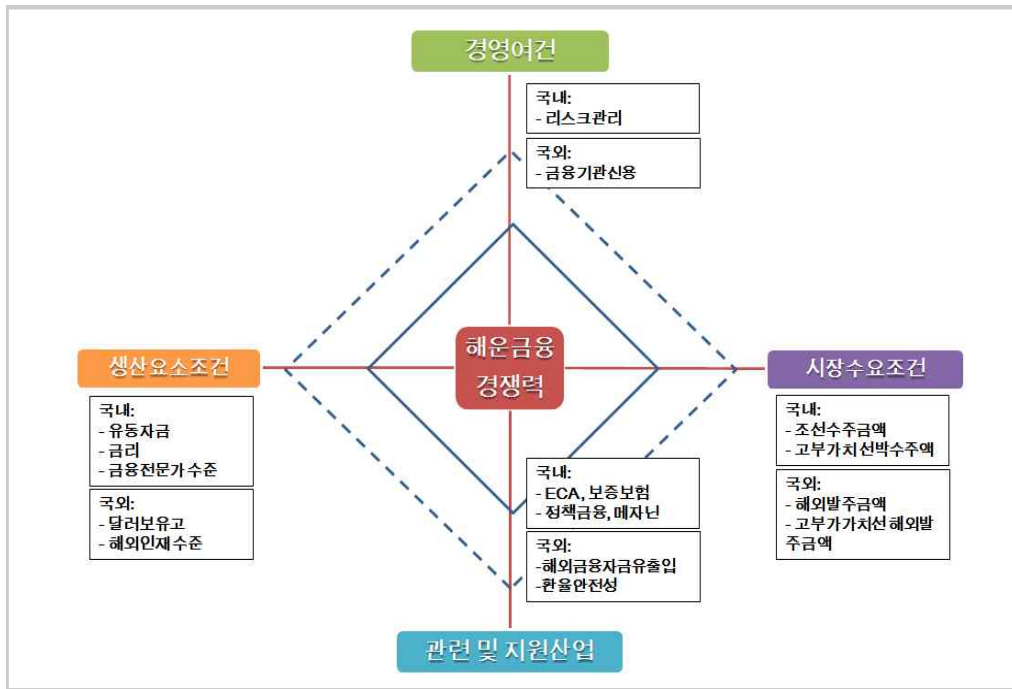 경영여건
국내:
- 리스크관리
국외:
- 금융기관신용
해운금융
경쟁력
생산요소조건
국내:
- 유동자금
- 금리
- 금융전문가 수준
국외:
- 달러보유고
- 해외인재 수준
시장수요조건
국내:
- 조선수주금액
- 고부가치 선박수주액
국외:
- 해외발주금액
- 고부가가치선 해외발
주금액
국내:
- ECA, 보증보험
- 정책금융, 메자닌
국외:
- 해외금융자금유출입
- 환율안전성
관련 및 지원산업